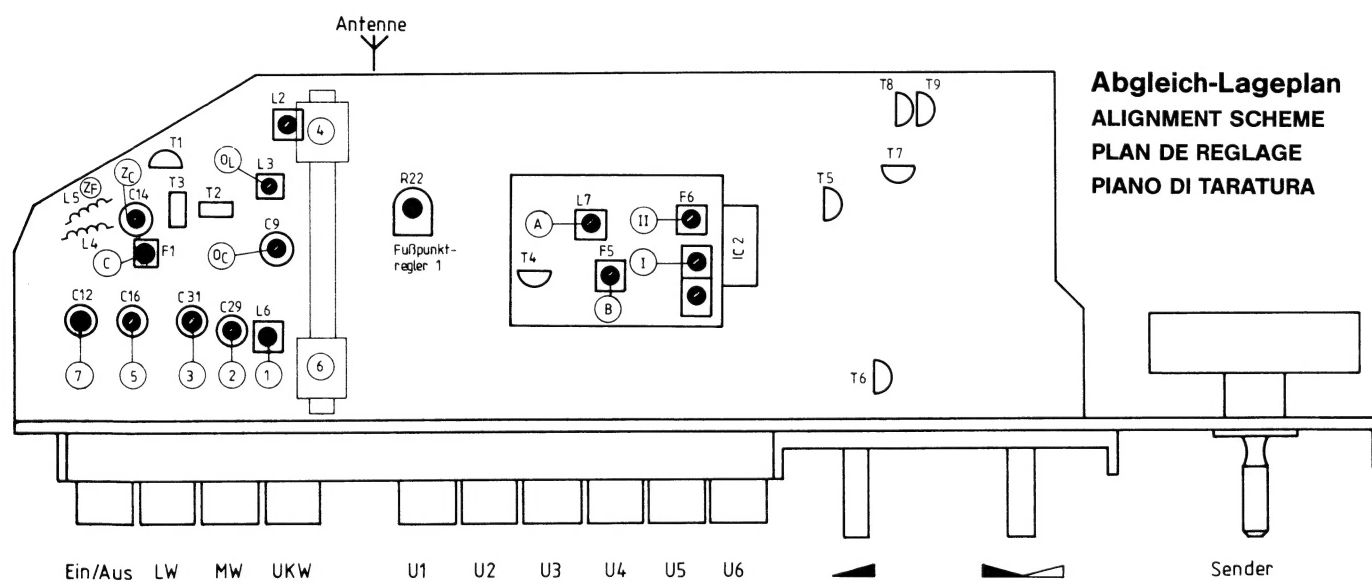 Antenne
Abgleich-Lageplan
ALIGNMENT SCHEME
PLAN DE REGLAGE
PIANO DI TARATURA
T8 T9
L2
4
T1
OL
L3
T7
ZC
ZF
L5
C14
T3
T2
R22
T5
L7
F6
A
II
L4
F1
C9
C
OC
Fußpunkt-
regler 1
T4
F5
I
IC 2
B
C12 C16 C31 C29 L6
7 5 3 2 1 6
T6
Ein/Aus LW MW UKW U1 U2 U3 U4 U5 U6 Sender